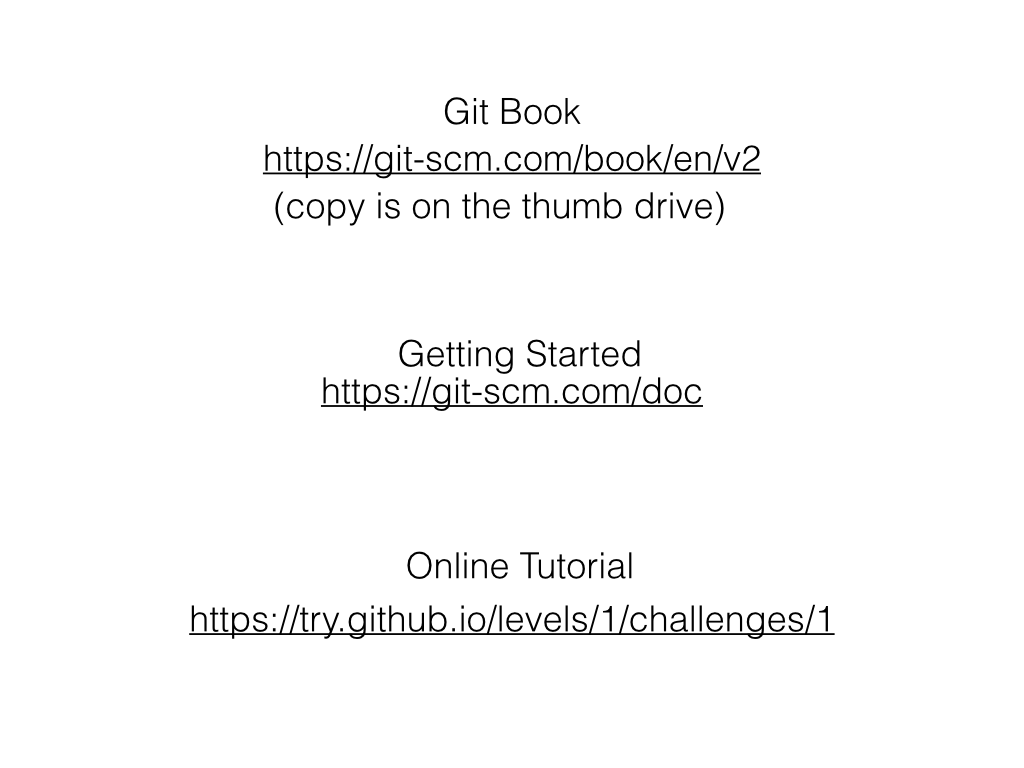 Git Book
https://git-scm.com/book/en/v2
(copy is on the thumb drive)
Getting Started
https://git-scm.com/doc
Online Tutorial
https://try.github.io/levels/1/challenges/1